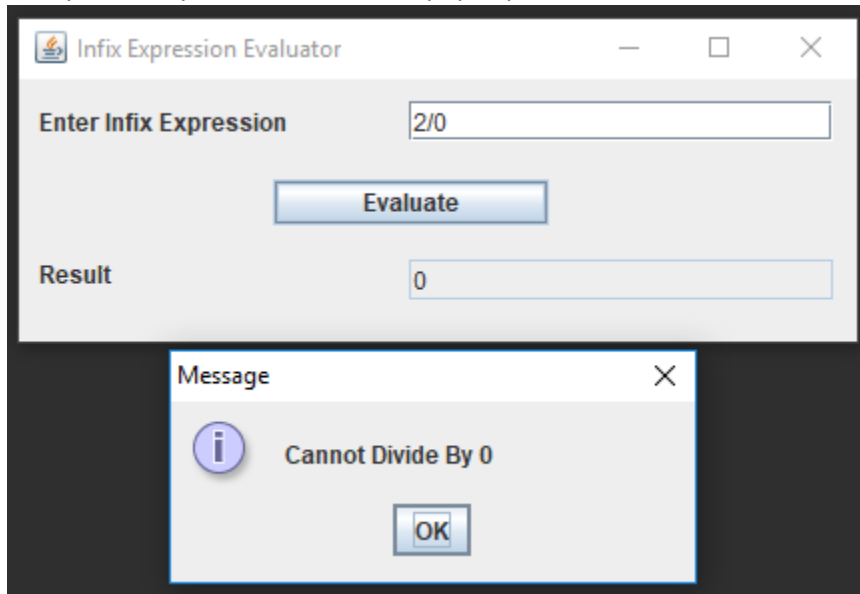 Infix Expression Evaluator
Enter Infix Expression 2/0
Evaluate
Result 0
Message
Cannot Divide By 0
OK